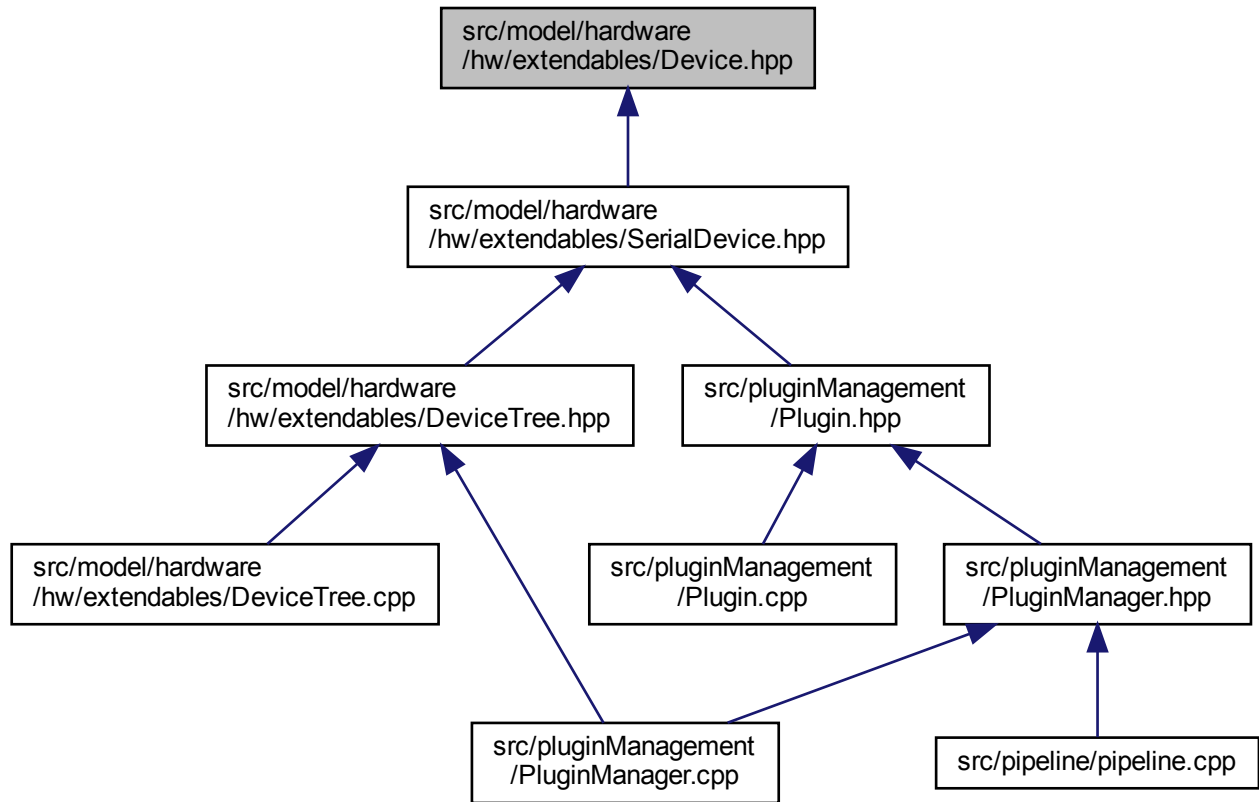 src/model/hardware
/hw/extendables/Device.hpp
src/model/hardware
/hw/extendables/SerialDevice.hpp
src/model/hardware
/hw/extendables/DeviceTree.hpp
src/pluginManagement
/Plugin.hpp
src/model/hardware
/hw/extendables/DeviceTree.cpp
src/pluginManagement
/Plugin.cpp
src/pluginManagement
/PluginManager.hpp
src/pluginManagement
/PluginManager.cpp
src/pipeline/pipeline.cpp